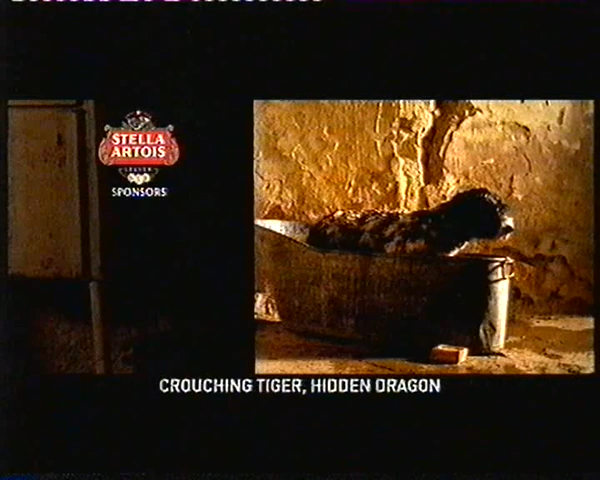 STELLA
ARTOIS
SPONSORS
CROUCHING TIGER, HIDDEN DRAGON